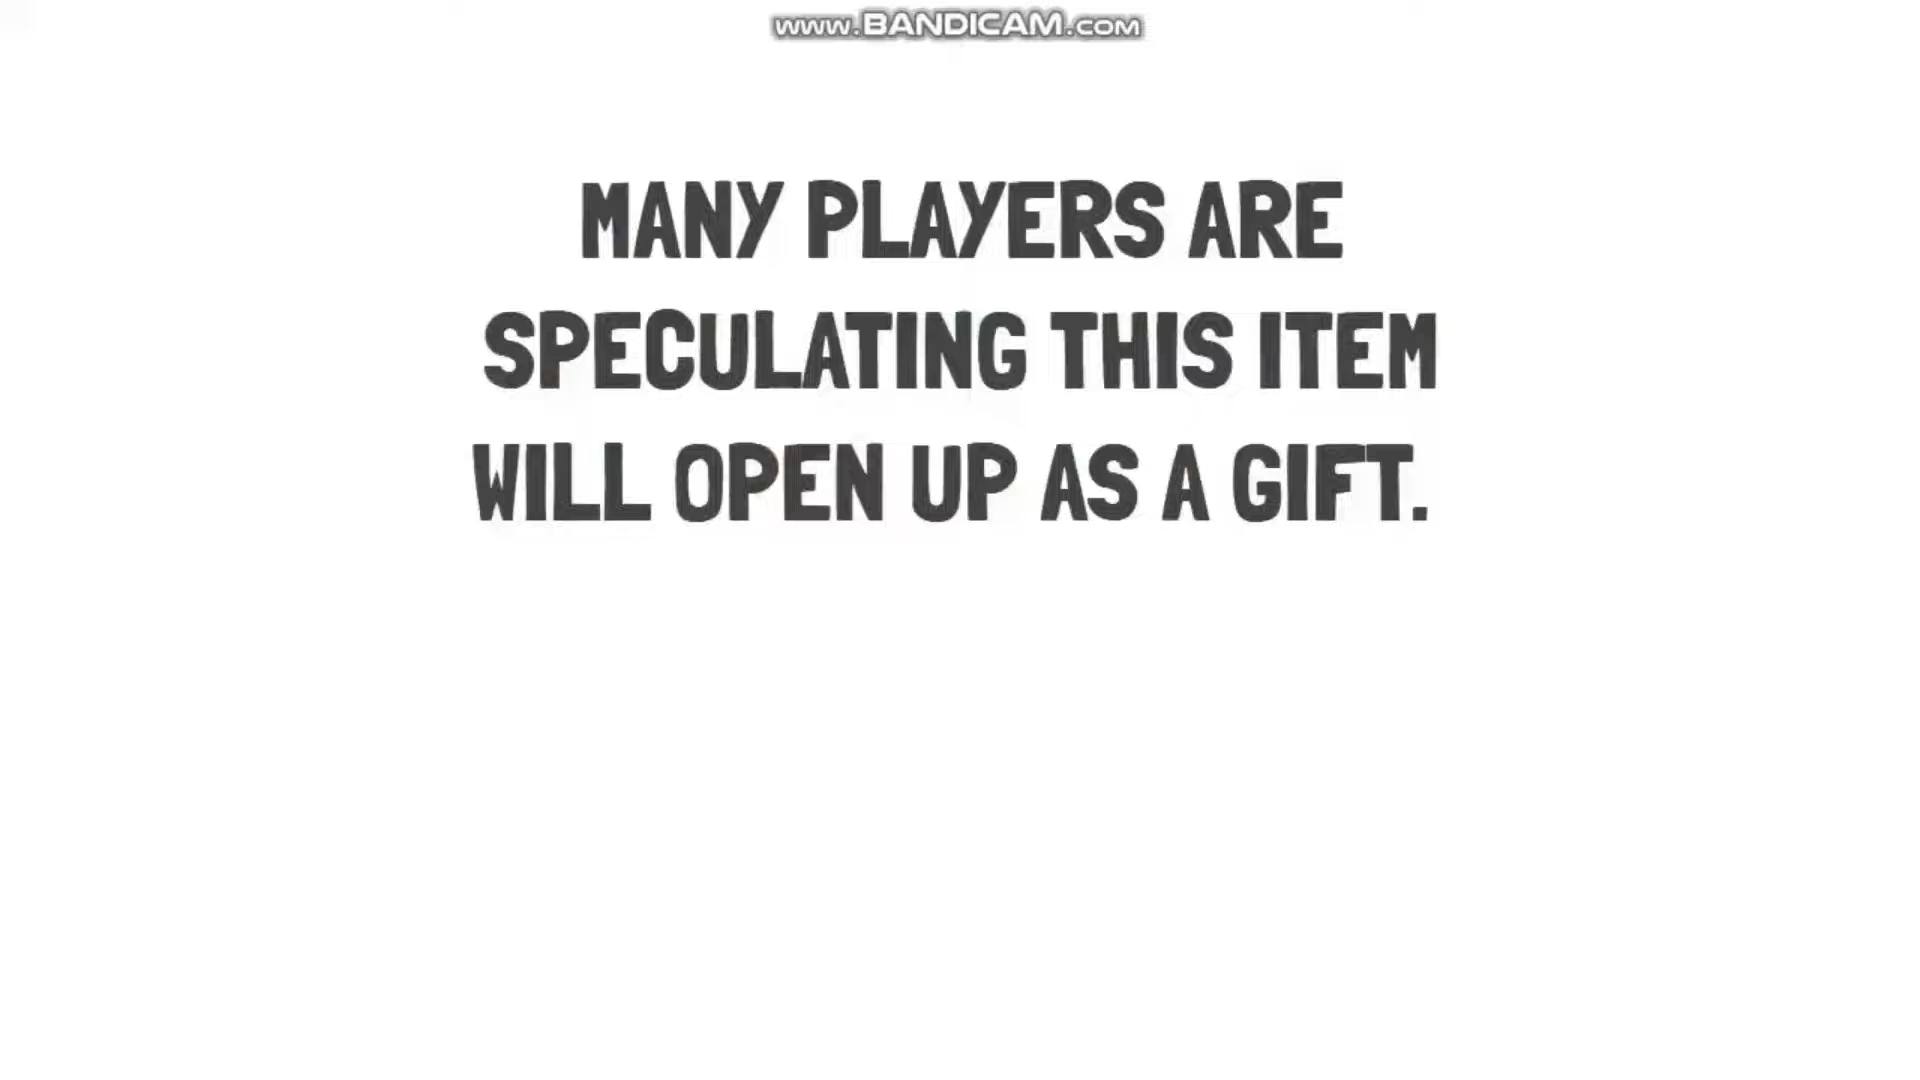 www.BANDICAM.com
MANY PLAYERS ARE
SPECULATING THIS ITEM
WILL OPEN UP AS A GIFT.